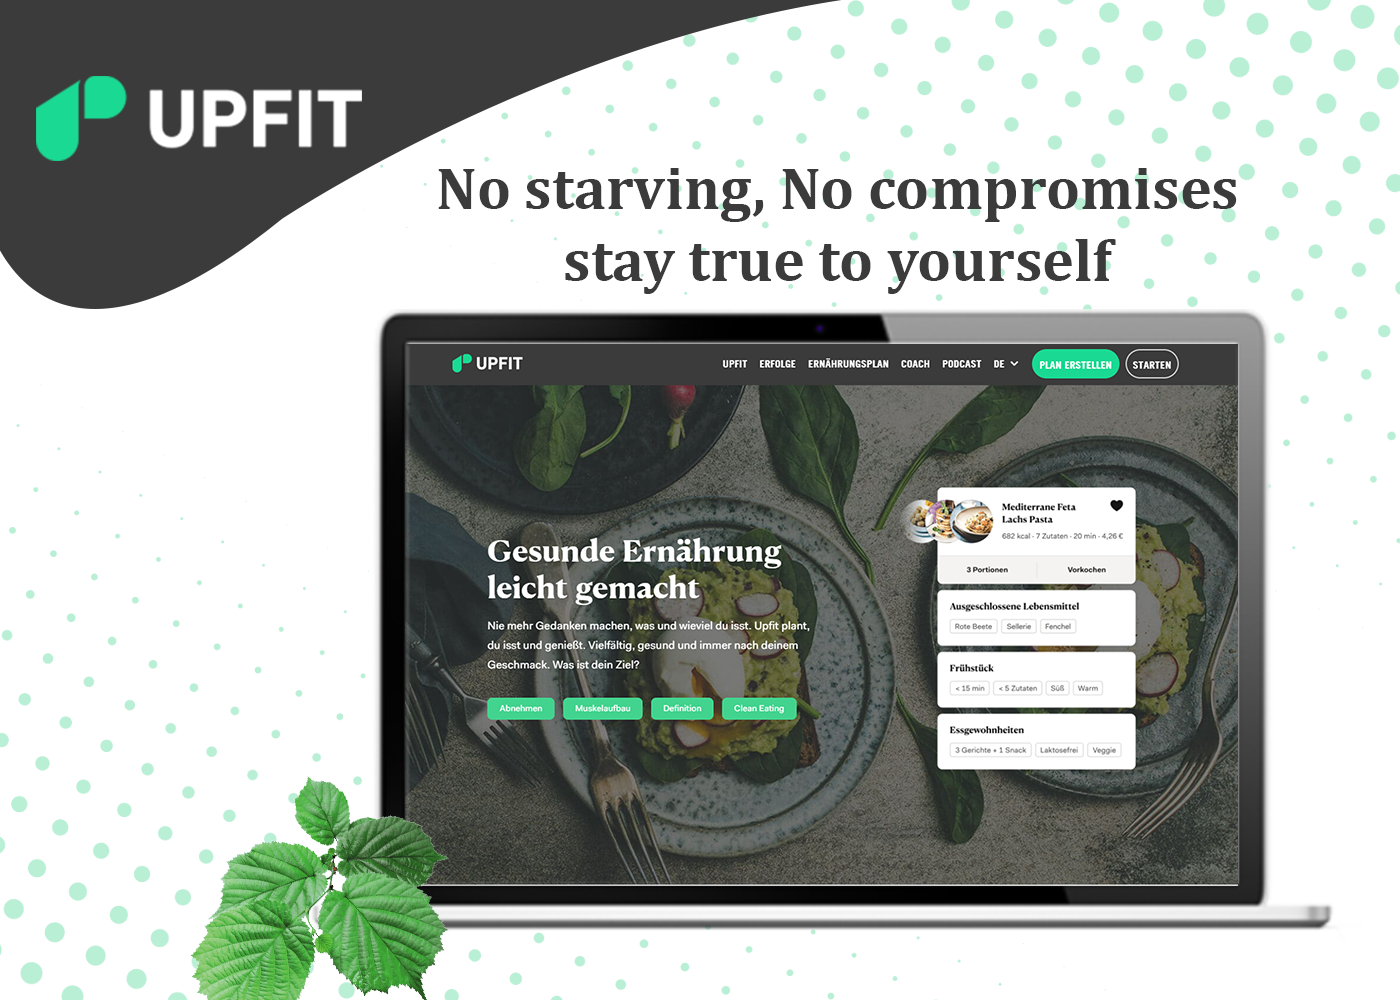 UPFIT
No starving, No compromises
stay true to yourself
UPFIT
UPFIT ERFOLGE ERNÄHRUNGSPLAN COACH PODCAST DE PLAN ERSTELLEN STARTEN
Gesunde Ernährung
leicht gemacht
Nie mehr Gedanken machen, was und wieviel du isst. Upfit plant,
du isst und genießt. Vielfältig, gesund und immer nach deinem
Geschmack. Was ist dein Ziel?
Abnehmen Muskelaufbau Definition Clean Eating
Mediterrane Feta
Lachs Pasta
682 kcal · 7 Zutaten · 20 min · 4,26 €
3 Portionen Vorkochen
Ausgeschlossene Lebensmittel
Rote Beete Sellerie Fenchel
Frühstück
< 15 min < 5 Zutaten Süß Warm
Essgewohnheiten
3 Gerichte + 1 Snack Laktosefrei Veggie